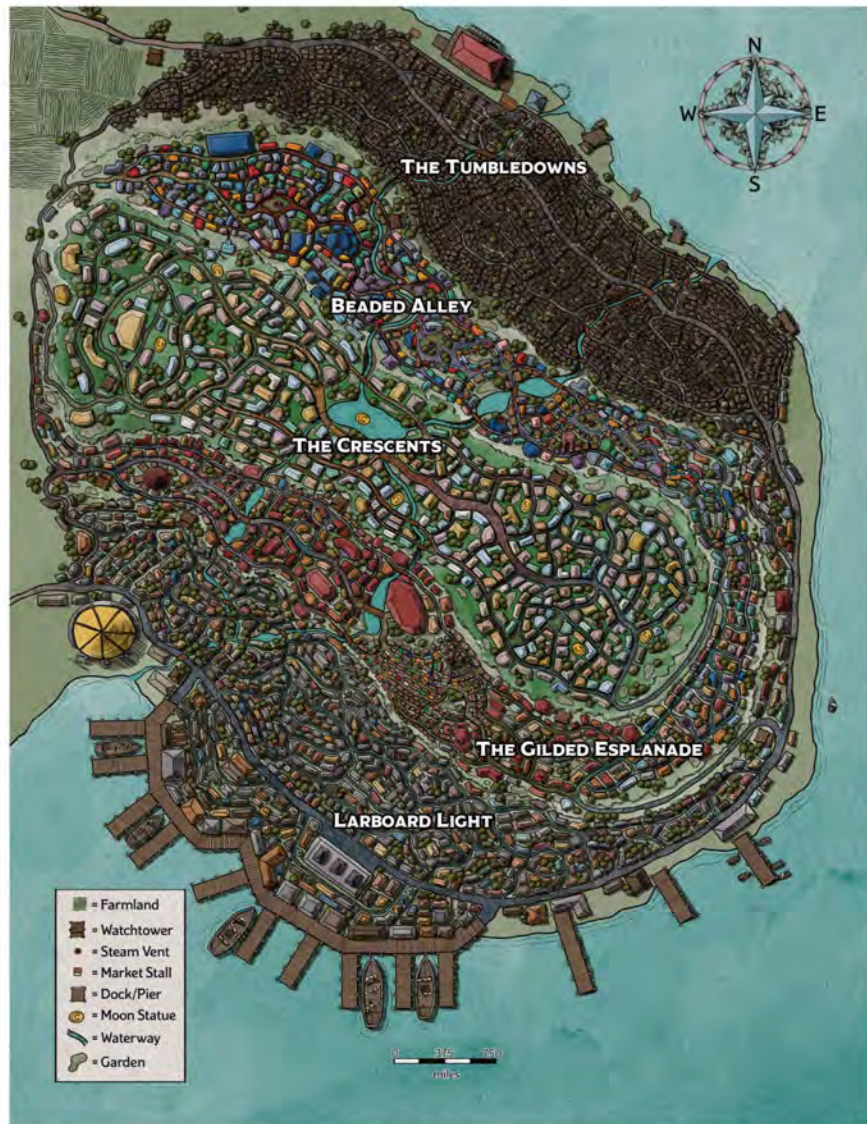 N
W E
S
THE TUMBLEDOWNS
BEADED ALLEY
THE CRESCENTS
THE GILDED ESPLANADE
LARBOARD LIGHT
= Farmland
= Watchtower
= Steam Vent
= Market Stall
= Dock/Pier
= Moon Statue
= Waterway
= Garden
0 375 750
miles